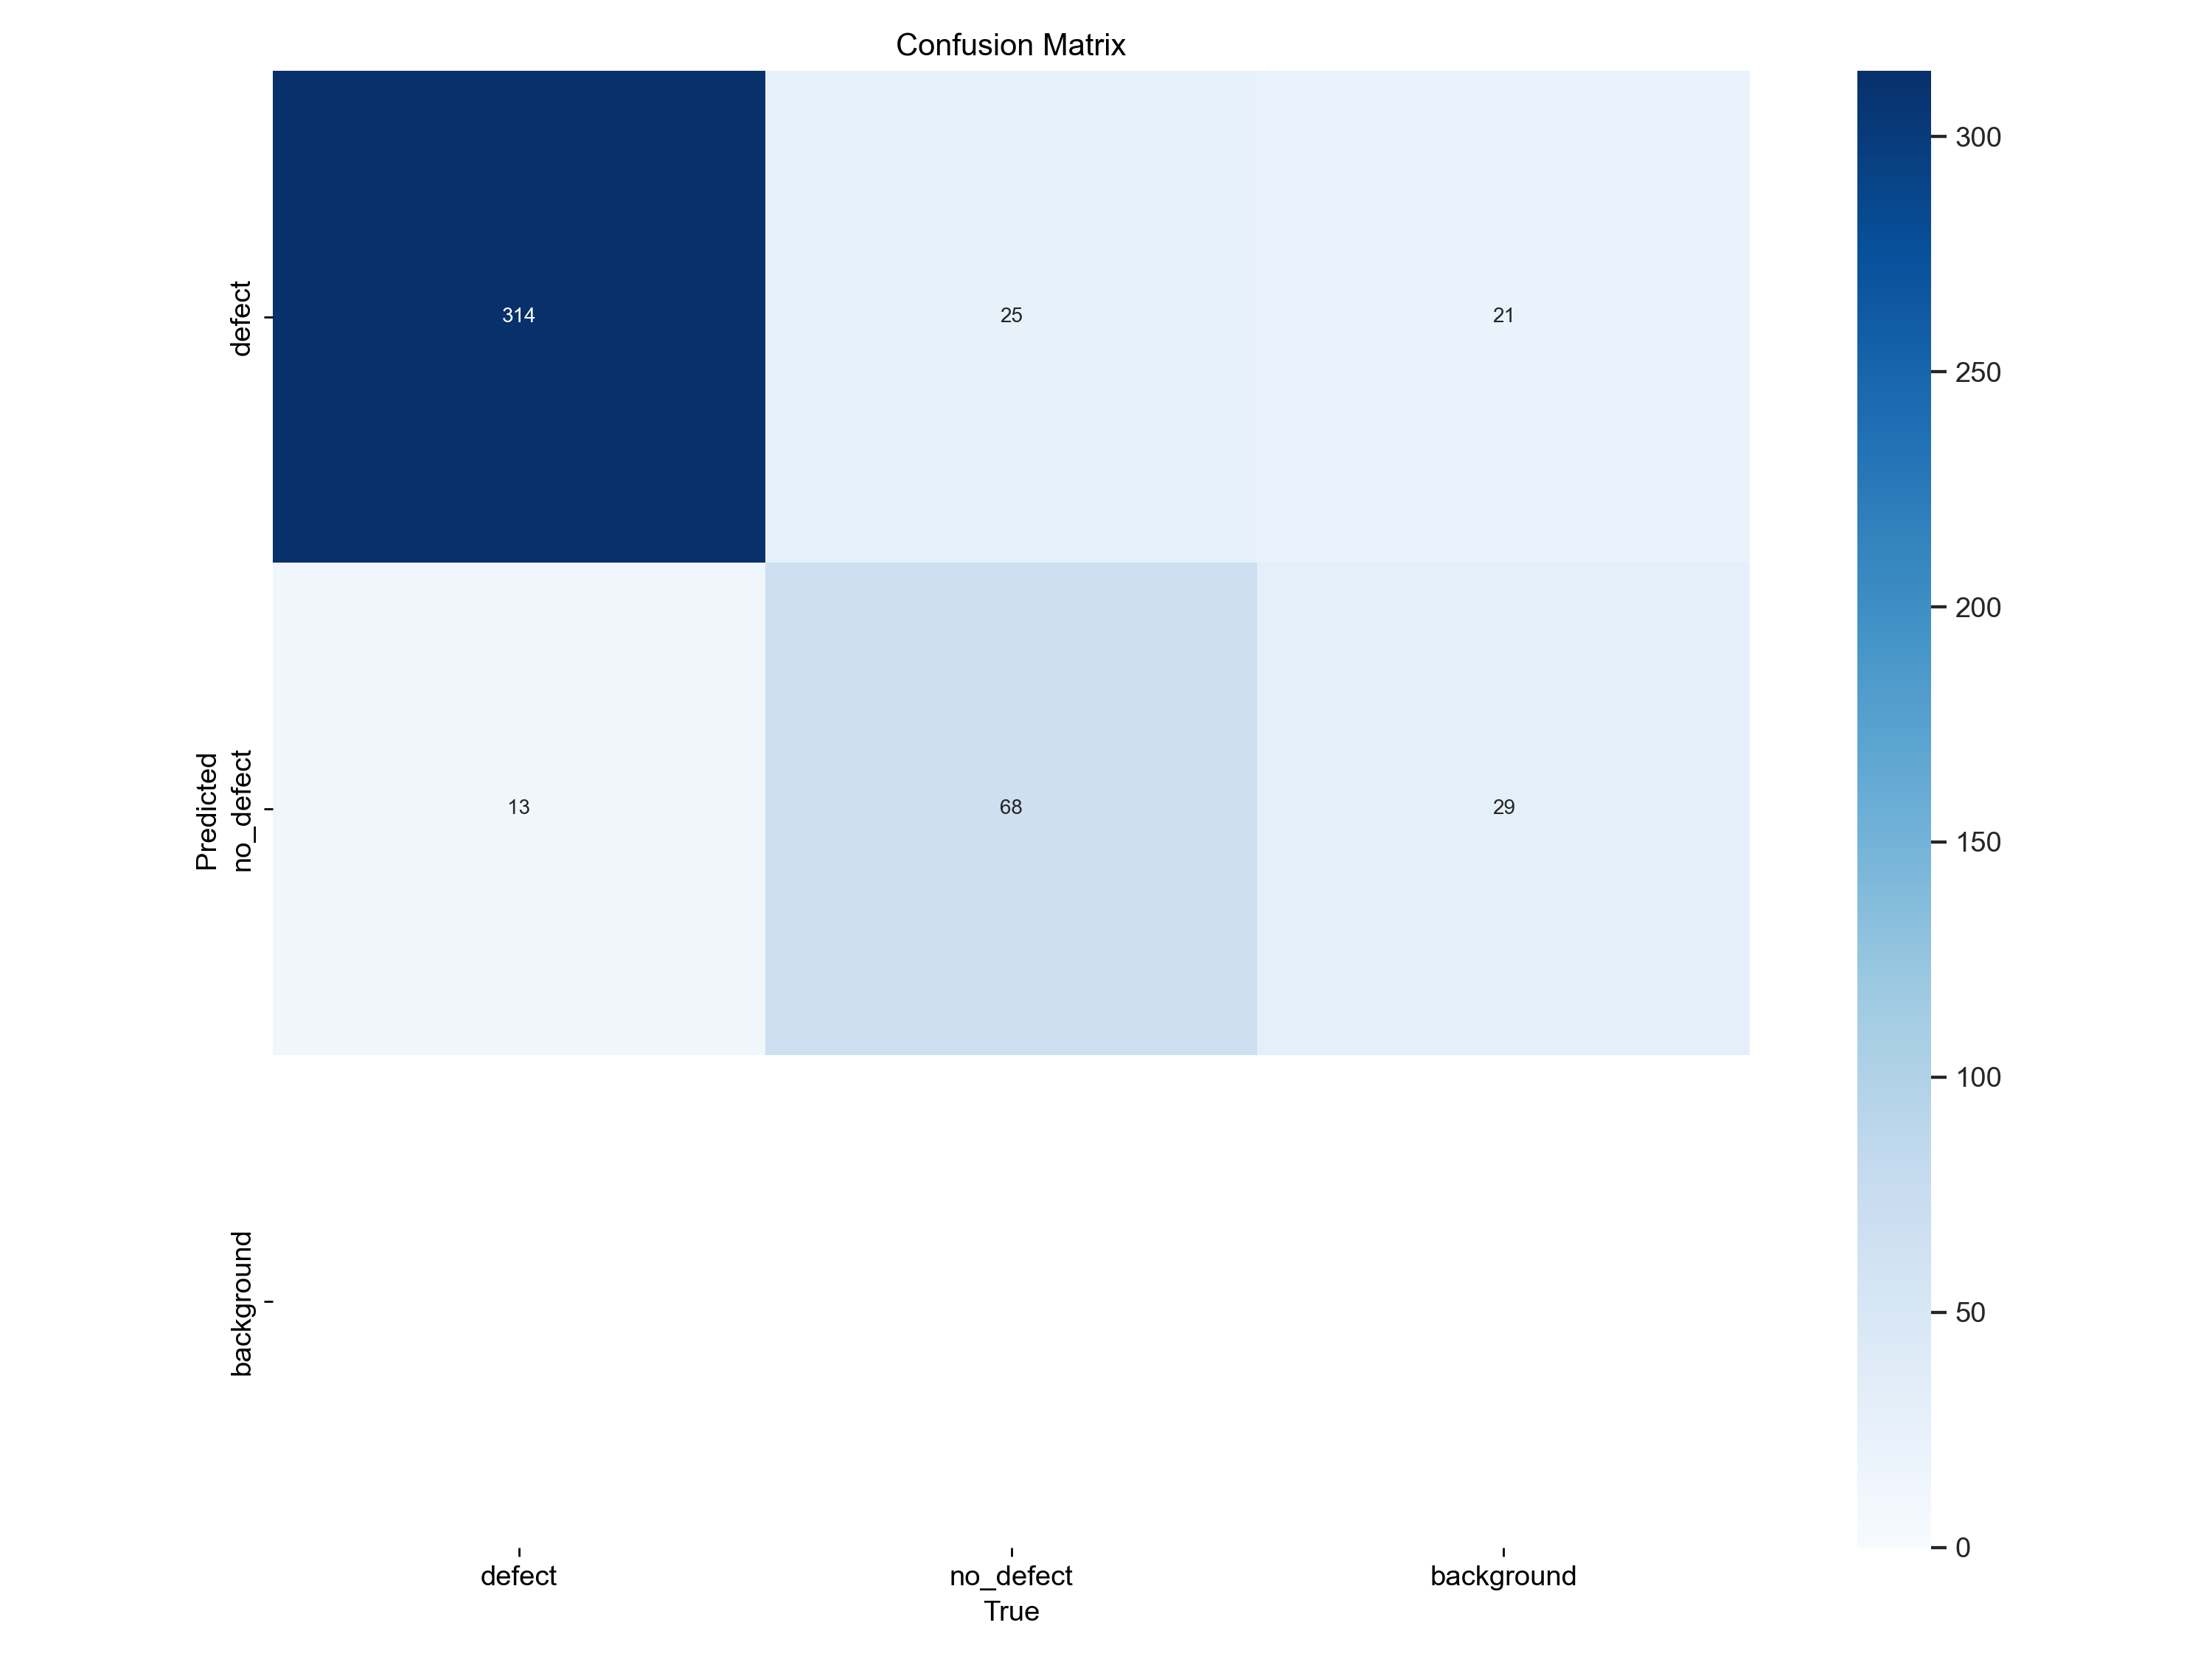 Confusion Matrix
defect
314
25
21
300
250
200
Predicted
no_defect
13
68
29
150
100
background
50
0
defect
no_defect
background
True